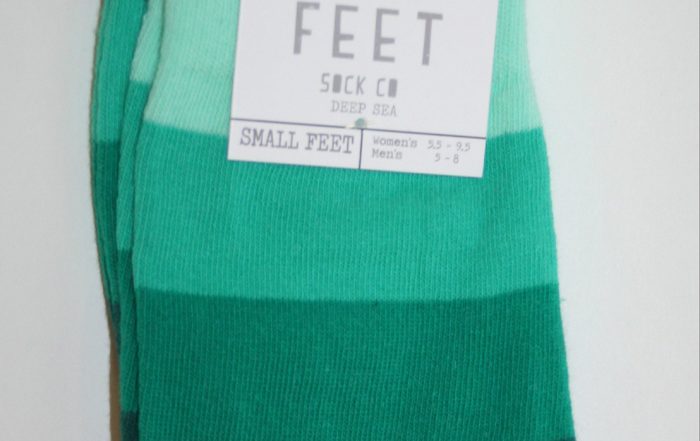 FEET
SOCK CO
DEEP SEA
SMALL FEET
Women's 5.5 - 9.5
Men's 5 - 8